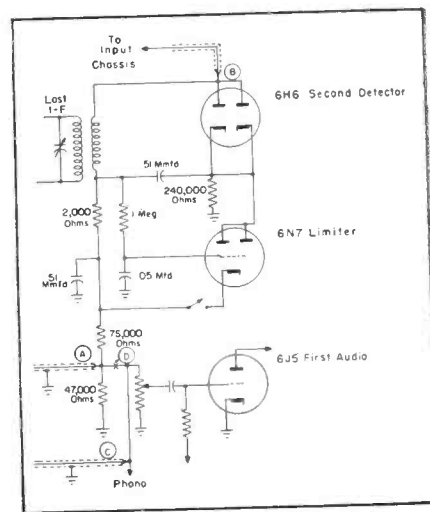 To
Input
Chassis
B
6H6 Second Detector
Last
I-F
51 Mmfd
240,000
Ohms
2,000
Ohms
1 Meg
6N7 Limiter
51
Mmfd
05 Mfd
75,000
Ohms
A
D
6J5 First Audio
47,000
Ohms
C
Phono